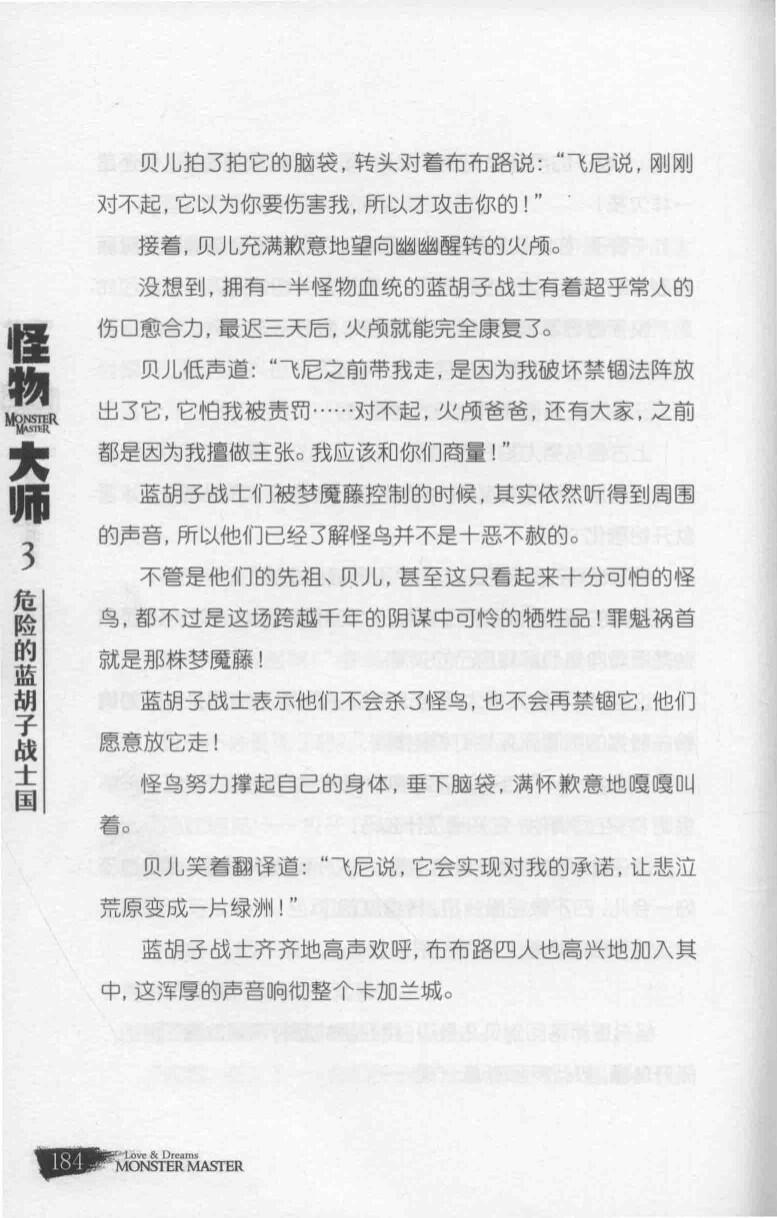 贝儿拍了拍它的脑袋，转头对着布布路说：“飞尼说，刚刚
对不起，它以为你要伤害我，所以才攻击你的！”
接着，贝儿充满歉意地望向幽幽醒转的火颅。
没想到，拥有一半怪物血统的蓝胡子战士有着超乎常人的
伤口愈合力，最迟三天后，火颅就能完全康复了。
贝儿低声道：“飞尼之前带我走，是因为我破坏禁锢法阵放
出了它，它怕我被责罚……对不起，火颅爸爸，还有大家，之前
都是因为我擅做主张。我应该和你们商量！”
蓝胡子战士们被梦魇藤控制的时候，其实依然听得到周围
的声音，所以他们已经了解怪鸟并不是十恶不赦的。
不管是他们的先祖、贝儿，甚至这只看起来十分可怕的怪
鸟，都不过是这场跨越千年的阴谋中可怜的牺牲品！罪魁祸首
就是那株梦魇藤！
蓝胡子战士表示他们不会杀了怪鸟，也不会再禁锢它，他们
愿意放它走！
怪鸟努力撑起自己的身体，垂下脑袋，满怀歉意地嘎嘎叫
着。
贝儿笑着翻译道：“飞尼说，它会实现对我的承诺，让悲泣
荒原变成一片绿洲！”
蓝胡子战士齐齐地高声欢呼，布布路四人也高兴地加入其
中，这浑厚的声音响彻整个卡加兰城。
怪物
MONSTER
MASTER
大师
3
危险的蓝胡子战士国
184
Love & Dreams
MONSTER MASTER